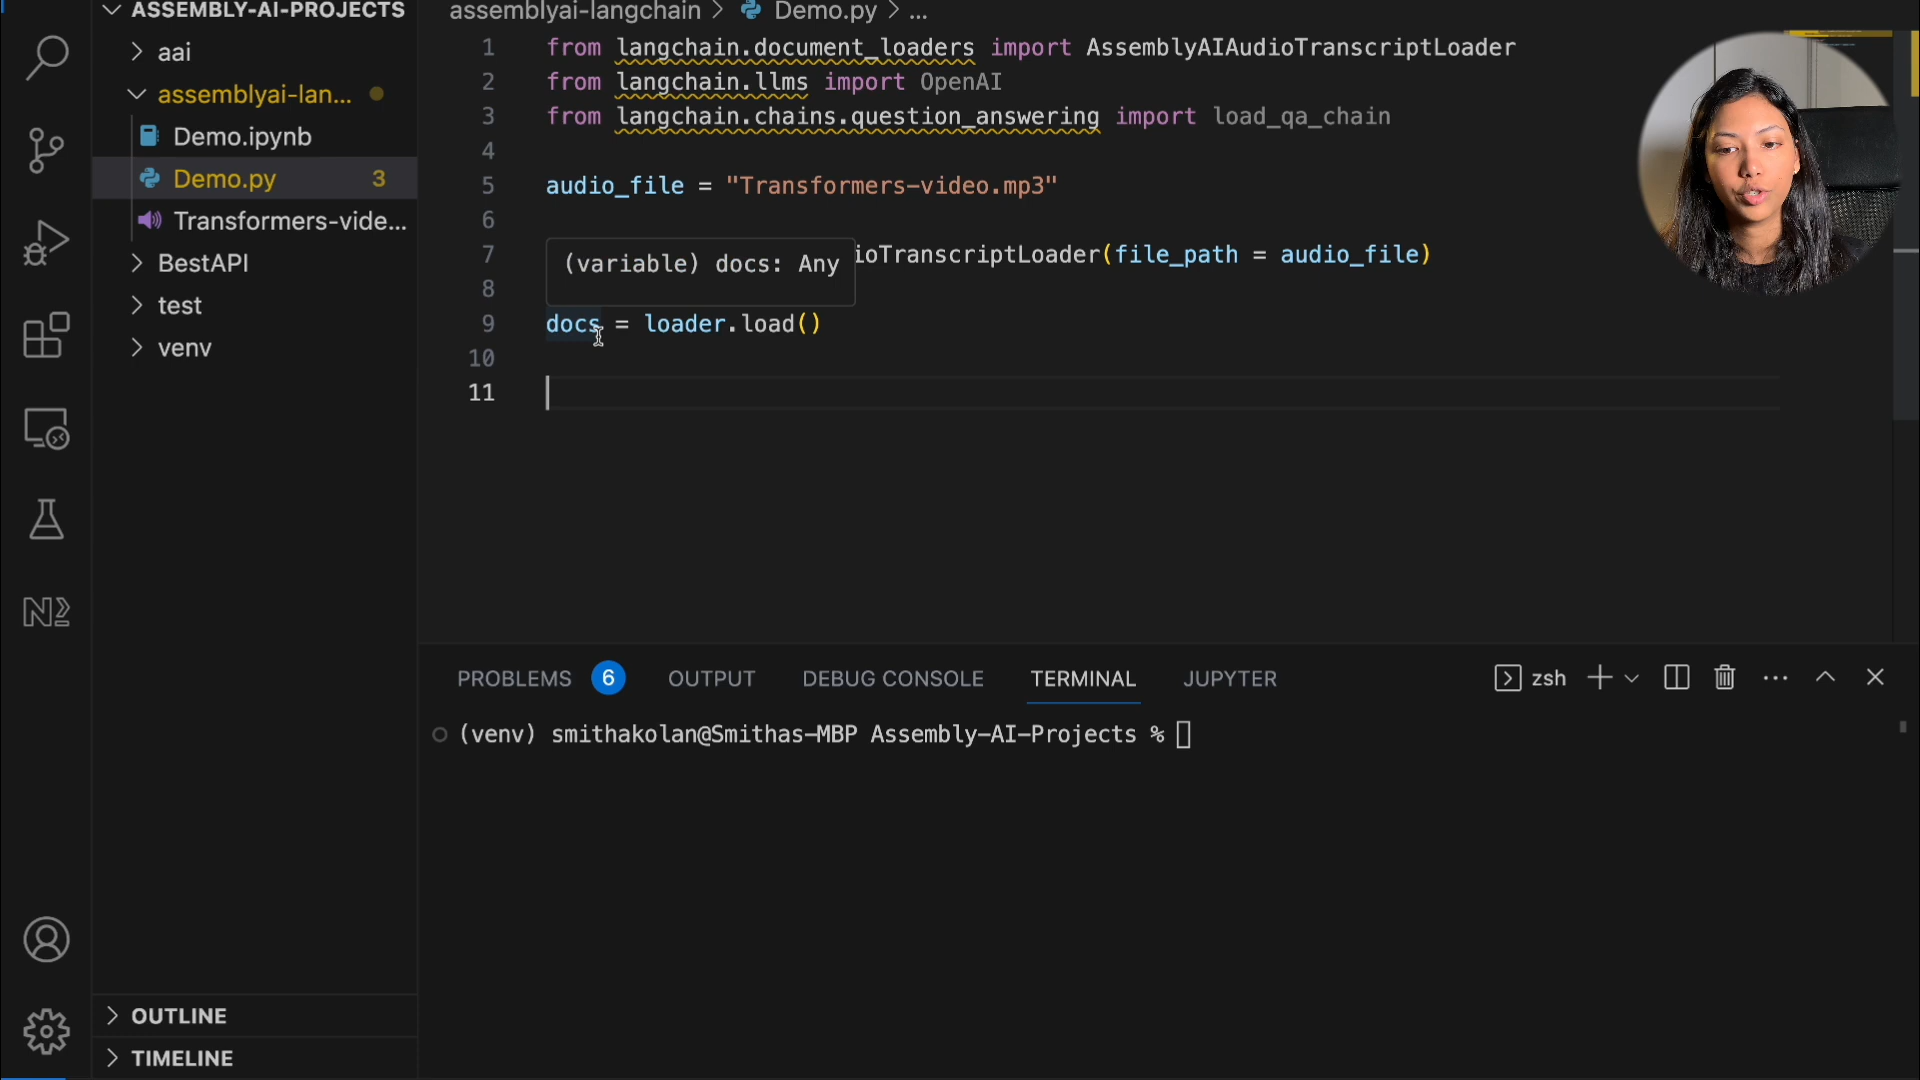 ASSEMBLY-AI-PROJECTS
aai
assemblyai-lan...
Demo.ipynb
Demo.py 3
Transformers-vide...
BestAPI
test
venv
OUTLINE
TIMELINE
assemblyai-langchain > Demo.py > ...
1 from langchain.document_loaders import AssemblyAIAudioTranscriptLoader
2 from langchain.llms import OpenAI
3 from langchain.chains.question_answering import load_qa_chain
4
5 audio_file = "Transformers-video.mp3"
6
7 ioTranscriptLoader(file_path = audio_file)
(variable) docs: Any
8
9 docs = loader.load()
10
11
PROBLEMS 6 OUTPUT DEBUG CONSOLE TERMINAL JUPYTER zsh
(venv) smithakolan@Smithas-MBP Assembly-AI-Projects %